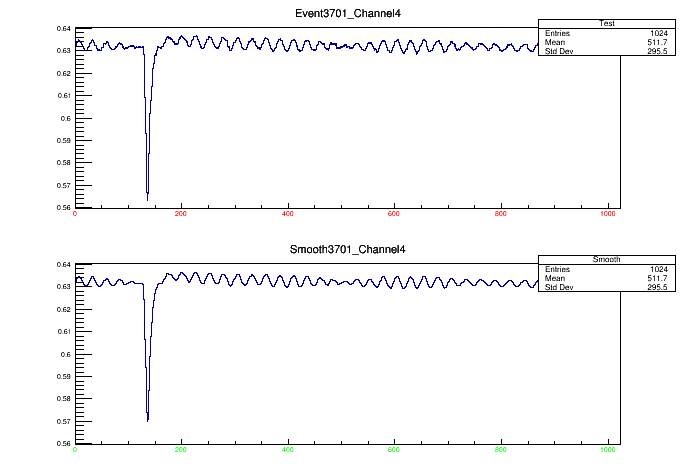 Event3701_Channel4
Test
Entries 1024
Mean 511.7
Std Dev 295.5
0.64
0.63
0.62
0.61
0.6
0.59
0.58
0.57
0.56
0 200 400 600 800 1000
Smooth3701_Channel4
Smooth
Entries 1024
Mean 511.7
Std Dev 295.5
0.64
0.63
0.62
0.61
0.6
0.59
0.58
0.57
0.56
0 200 400 600 800 1000